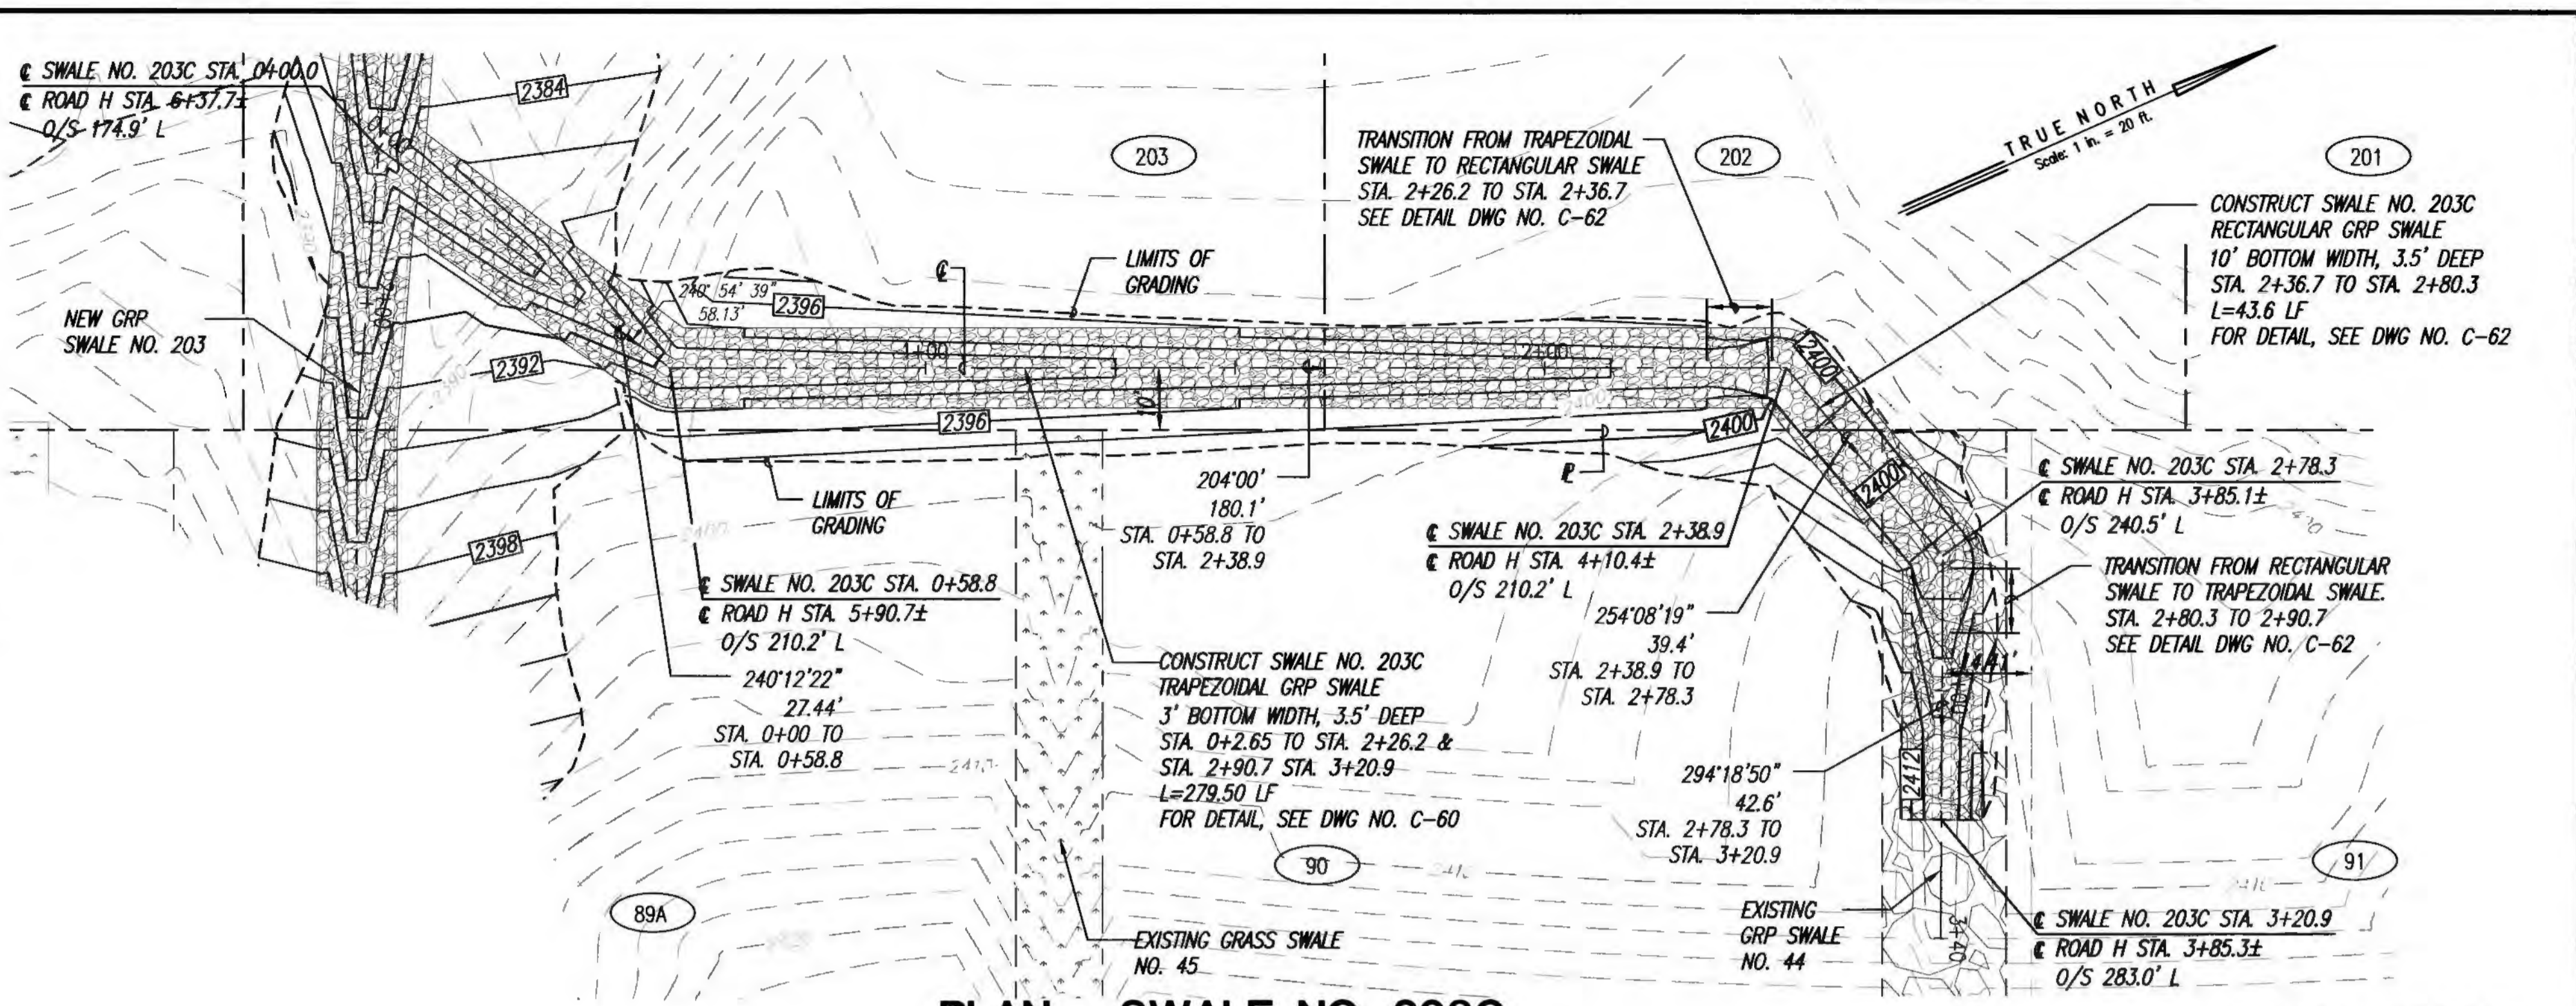 ℄ SWALE NO. 203C STA. 0+00.0
℄ ROAD H STA. 6+37.7±
O/S 174.9' L
2384
203
TRANSITION FROM TRAPEZOIDAL
SWALE TO RECTANGULAR SWALE
STA. 2+26.2 TO STA. 2+36.7
SEE DETAIL DWG NO. C-62
202
TRUE NORTH
Scale: 1 in. = 20 ft.
201
CONSTRUCT SWALE NO. 203C
RECTANGULAR GRP SWALE
10' BOTTOM WIDTH, 3.5' DEEP
STA. 2+36.7 TO STA. 2+80.3
L=43.6 LF
FOR DETAIL, SEE DWG NO. C-62
NEW GRP
SWALE NO. 203
LIMITS OF
GRADING
℄
240° 54' 39"
58.13'
2396
1+00
2+00
2400
2392
2390
10'
2396
2400
2400
℄ SWALE NO. 203C STA. 2+78.3
℄ ROAD H STA. 3+85.1±
O/S 240.5' L
2400
LIMITS OF
GRADING
2400
2398
204°00'
180.1'
STA. 0+58.8 TO
STA. 2+38.9
℄ SWALE NO. 203C STA. 2+38.9
℄ ROAD H STA. 4+10.4±
O/S 210.2' L
TRANSITION FROM RECTANGULAR
SWALE TO TRAPEZOIDAL SWALE.
STA. 2+80.3 TO 2+90.7
SEE DETAIL DWG NO. C-62
℄ SWALE NO. 203C STA. 0+58.8
℄ ROAD H STA. 5+90.7±
O/S 210.2' L
240°12'22"
27.44'
STA. 0+00 TO
STA. 0+58.8
254°08'19"
39.4'
STA. 2+38.9 TO
STA. 2+78.3
CONSTRUCT SWALE NO. 203C
TRAPEZOIDAL GRP SWALE
3' BOTTOM WIDTH, 3.5' DEEP
STA. 0+2.65 TO STA. 2+26.2 &
STA. 2+90.7 STA. 3+20.9
L=279.50 LF
FOR DETAIL, SEE DWG NO. C-60
2412
294°18'50"
42.6'
STA. 2+78.3 TO
STA. 3+20.9
90
91
89A
EXISTING GRASS SWALE
NO. 45
EXISTING
GRP SWALE
NO. 44
3+40
℄ SWALE NO. 203C STA. 3+20.9
℄ ROAD H STA. 3+85.3±
O/S 283.0' L